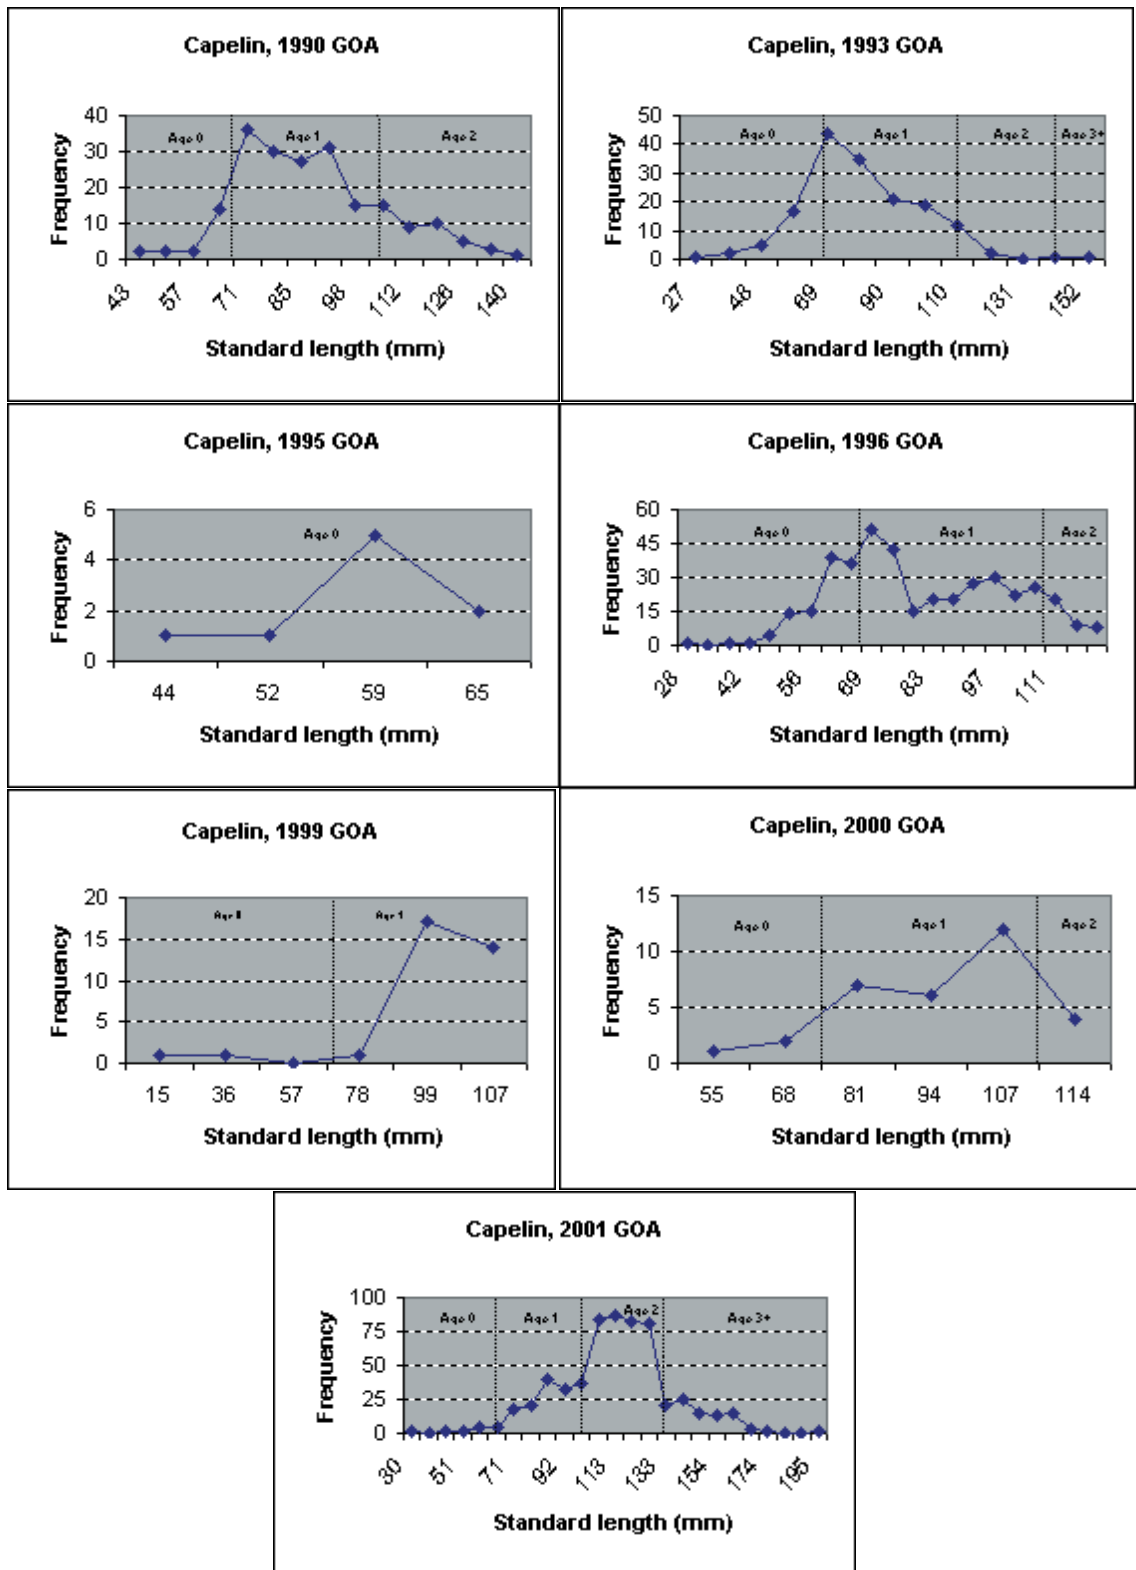 Capelin, 1990 GOA
Frequency
40
30
20
10
0
Age 0
Age 1
Age 2
43
57
71
85
98
112
126
140
Standard length (mm)
Capelin, 1993 GOA
Frequency
50
40
30
20
10
0
Age 0
Age 1
Age 2
Age 3+
27
48
69
90
110
131
152
Standard length (mm)
Capelin, 1995 GOA
Frequency
6
4
2
0
Age 0
44
52
59
65
Standard length (mm)
Capelin, 1996 GOA
Frequency
60
45
30
15
0
Age 0
Age 1
Age 2
28
42
56
69
83
97
111
Standard length (mm)
Capelin, 1999 GOA
Frequency
20
15
10
5
0
Age 0
Age 1
15
36
57
78
99
107
Standard length (mm)
Capelin, 2000 GOA
Frequency
15
10
5
0
Age 0
Age 1
Age 2
55
68
81
94
107
114
Standard length (mm)
Capelin, 2001 GOA
Frequency
100
75
50
25
0
Age 0
Age 1
Age 2
Age 3+
30
51
71
92
113
133
154
174
195
Standard length (mm)